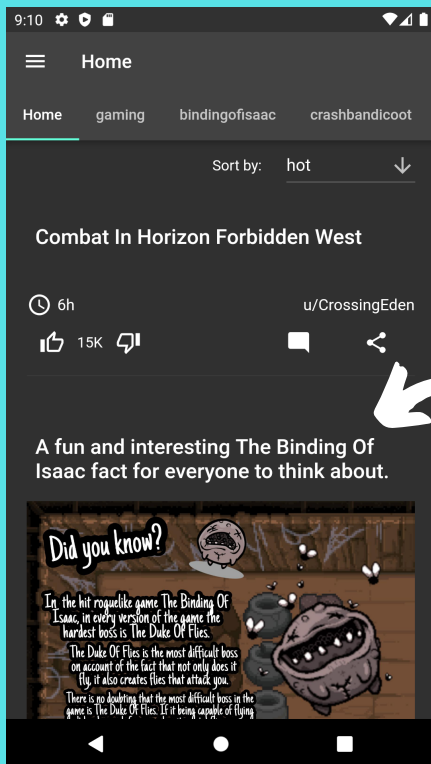 9:10
Home
Home gaming bindingofisaac crashbandicoot
Sort by: hot
Combat In Horizon Forbidden West
6h u/CrossingEden
15K
A fun and interesting The Binding Of
Isaac fact for everyone to think about.
Did you know?
In the hit roguelike game The Binding Of
Isaac, in every version of the game the
hardest boss is The Duke Of Flies.
The Duke Of Flies is the most difficult boss
on account of the fact that not only does it
fly, it also creates flies that attack you.
There is no doubting that the most difficult boss in the
game is The Duke Of Flies. If it being capable of flying